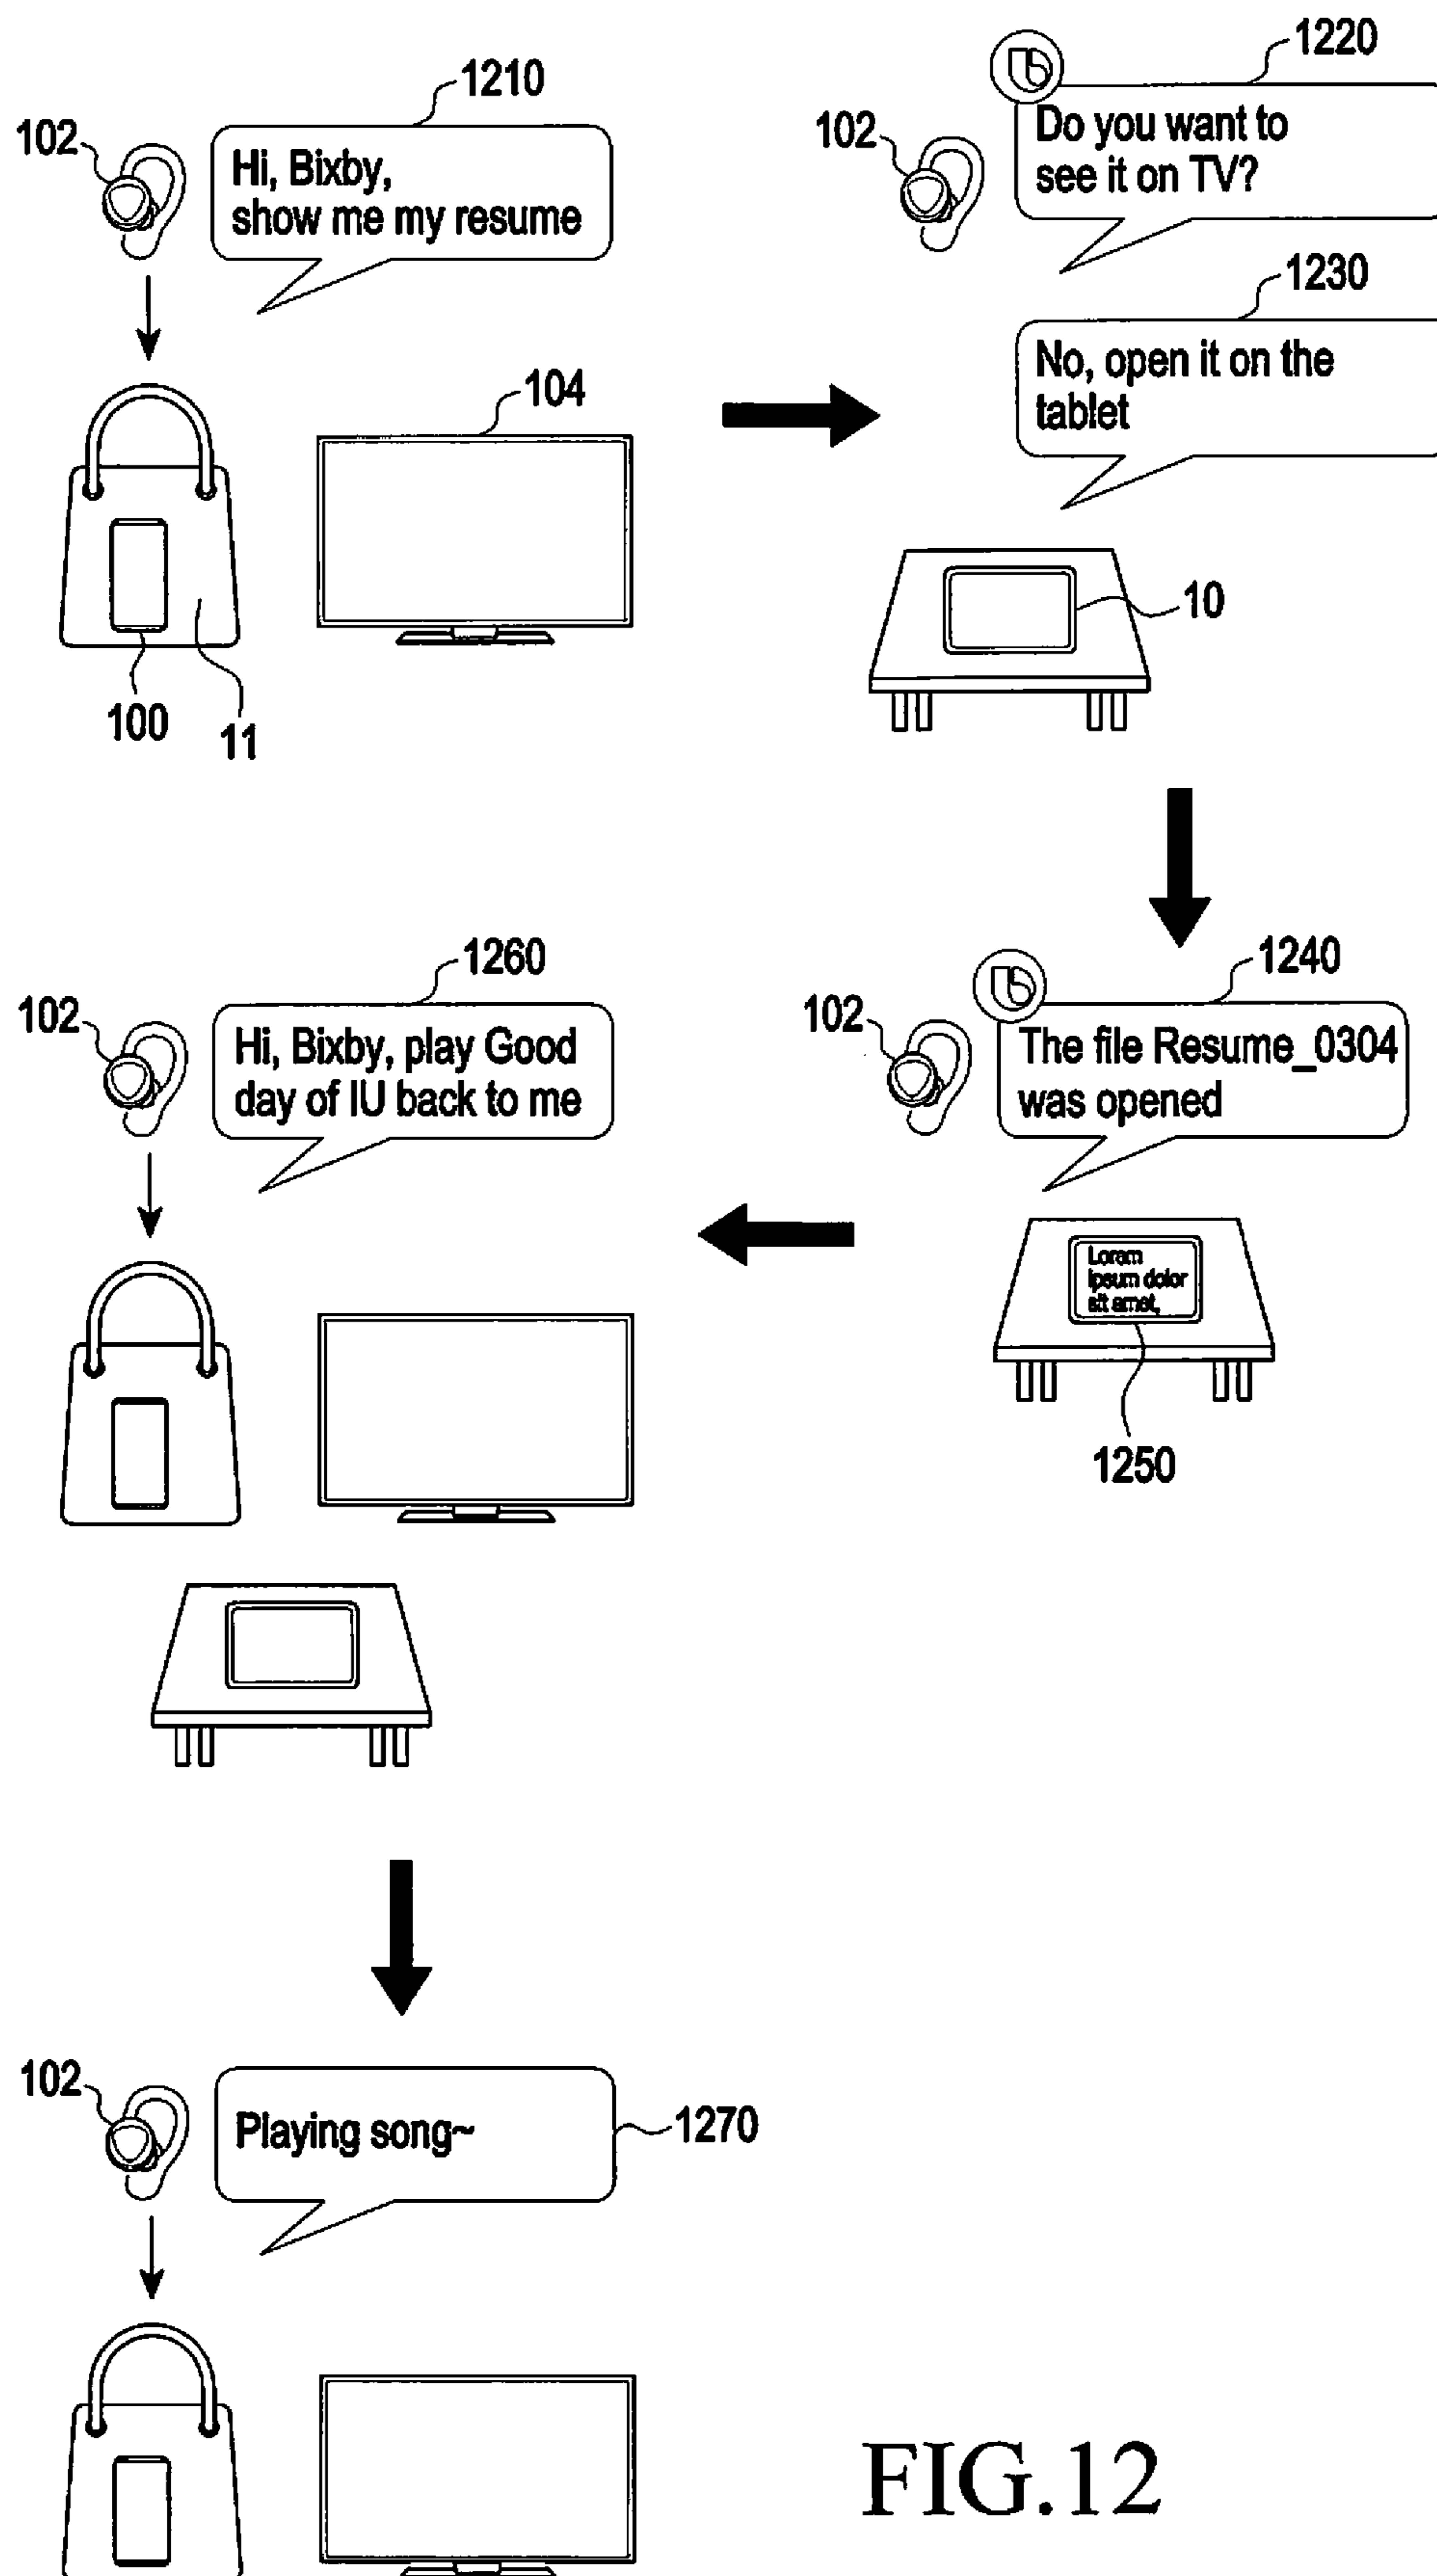 1210
102
Hi, Bixby,
show me my resume
104
100
11
1220
102
Do you want to
see it on TV?
1230
No, open it on the
tablet
10
1240
102
The file Resume_0304
was opened
Lorem
ipsum dolor
sit amet,
1250
1260
102
Hi, Bixby, play Good
day of IU back to me
102
Playing song~
1270
FIG.12